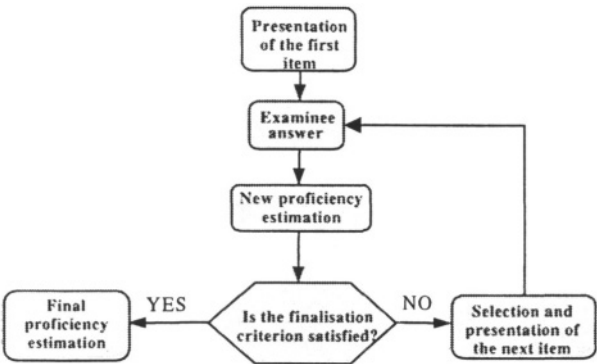 Presentation
of the first
item
Examinee
answer
New proficiency
estimation
Is the finalisation
criterion satisfied?
YES
NO
Final
proficiency
estimation
Selection and
presentation of
the next item